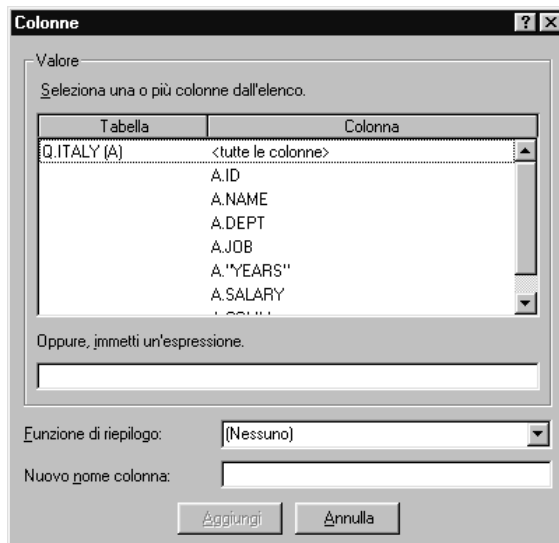 Colonne
Valore
Seleziona una o più colonne dall'elenco.
Tabella Colonna
Q.ITALY (A) <tutte le colonne>
A.ID
A.NAME
A.DEPT
A.JOB
A."YEARS"
A.SALARY
Oppure, immetti un'espressione.
Funzione di riepilogo: (Nessuno)
Nuovo nome colonna:
Aggiungi Annulla